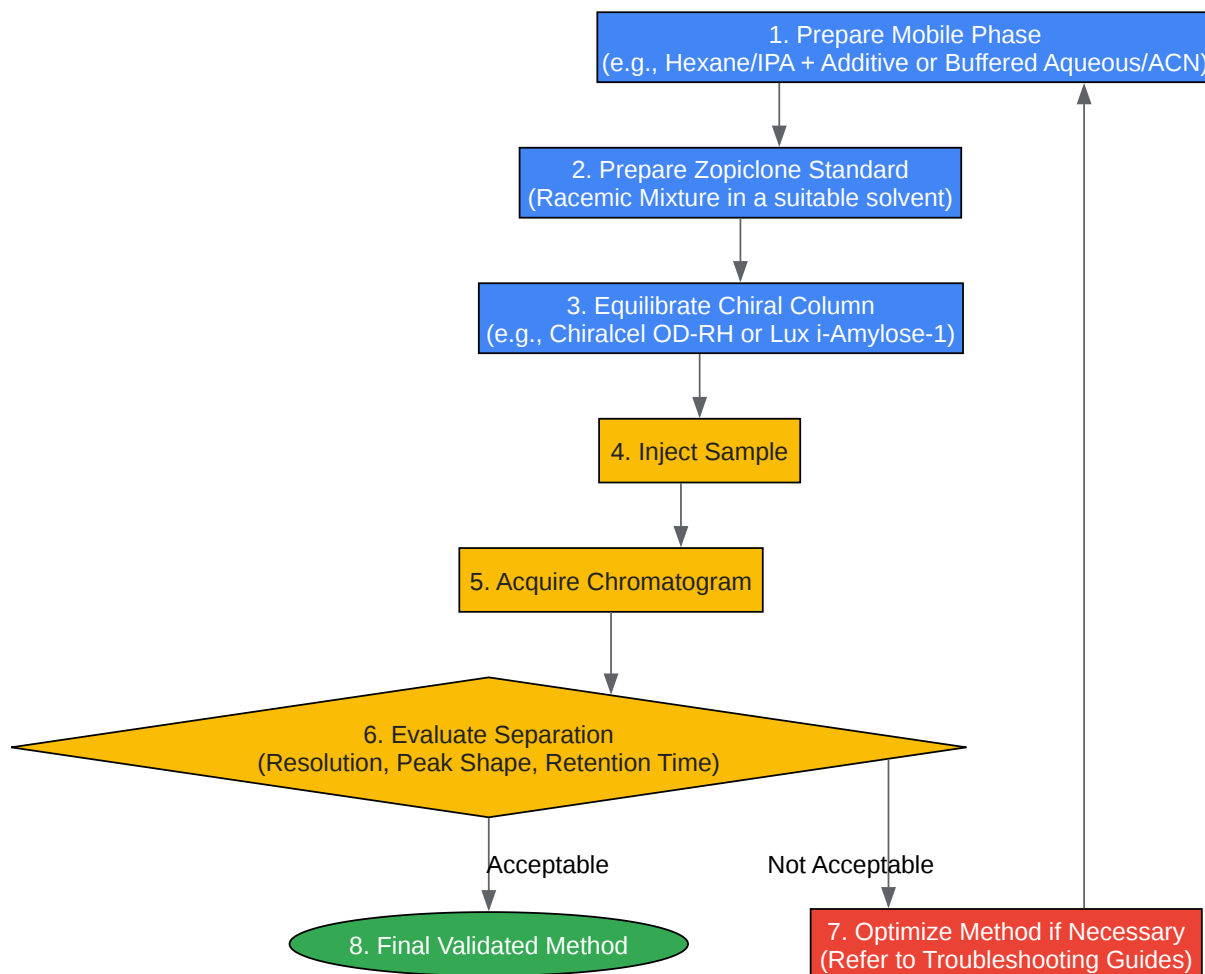 1. Prepare Mobile Phase
(e.g., Hexane/IPA + Additive or Buffered Aqueous/ACN)
2. Prepare Zopiclone Standard
(Racemic Mixture in a suitable solvent)
3. Equilibrate Chiral Column
(e.g., Chiralcel OD-RH or Lux i-Amylose-1)
4. Inject Sample
5. Acquire Chromatogram
6. Evaluate Separation
(Resolution, Peak Shape, Retention Time)
Acceptable
Not Acceptable
8. Final Validated Method
7. Optimize Method if Necessary
(Refer to Troubleshooting Guides)